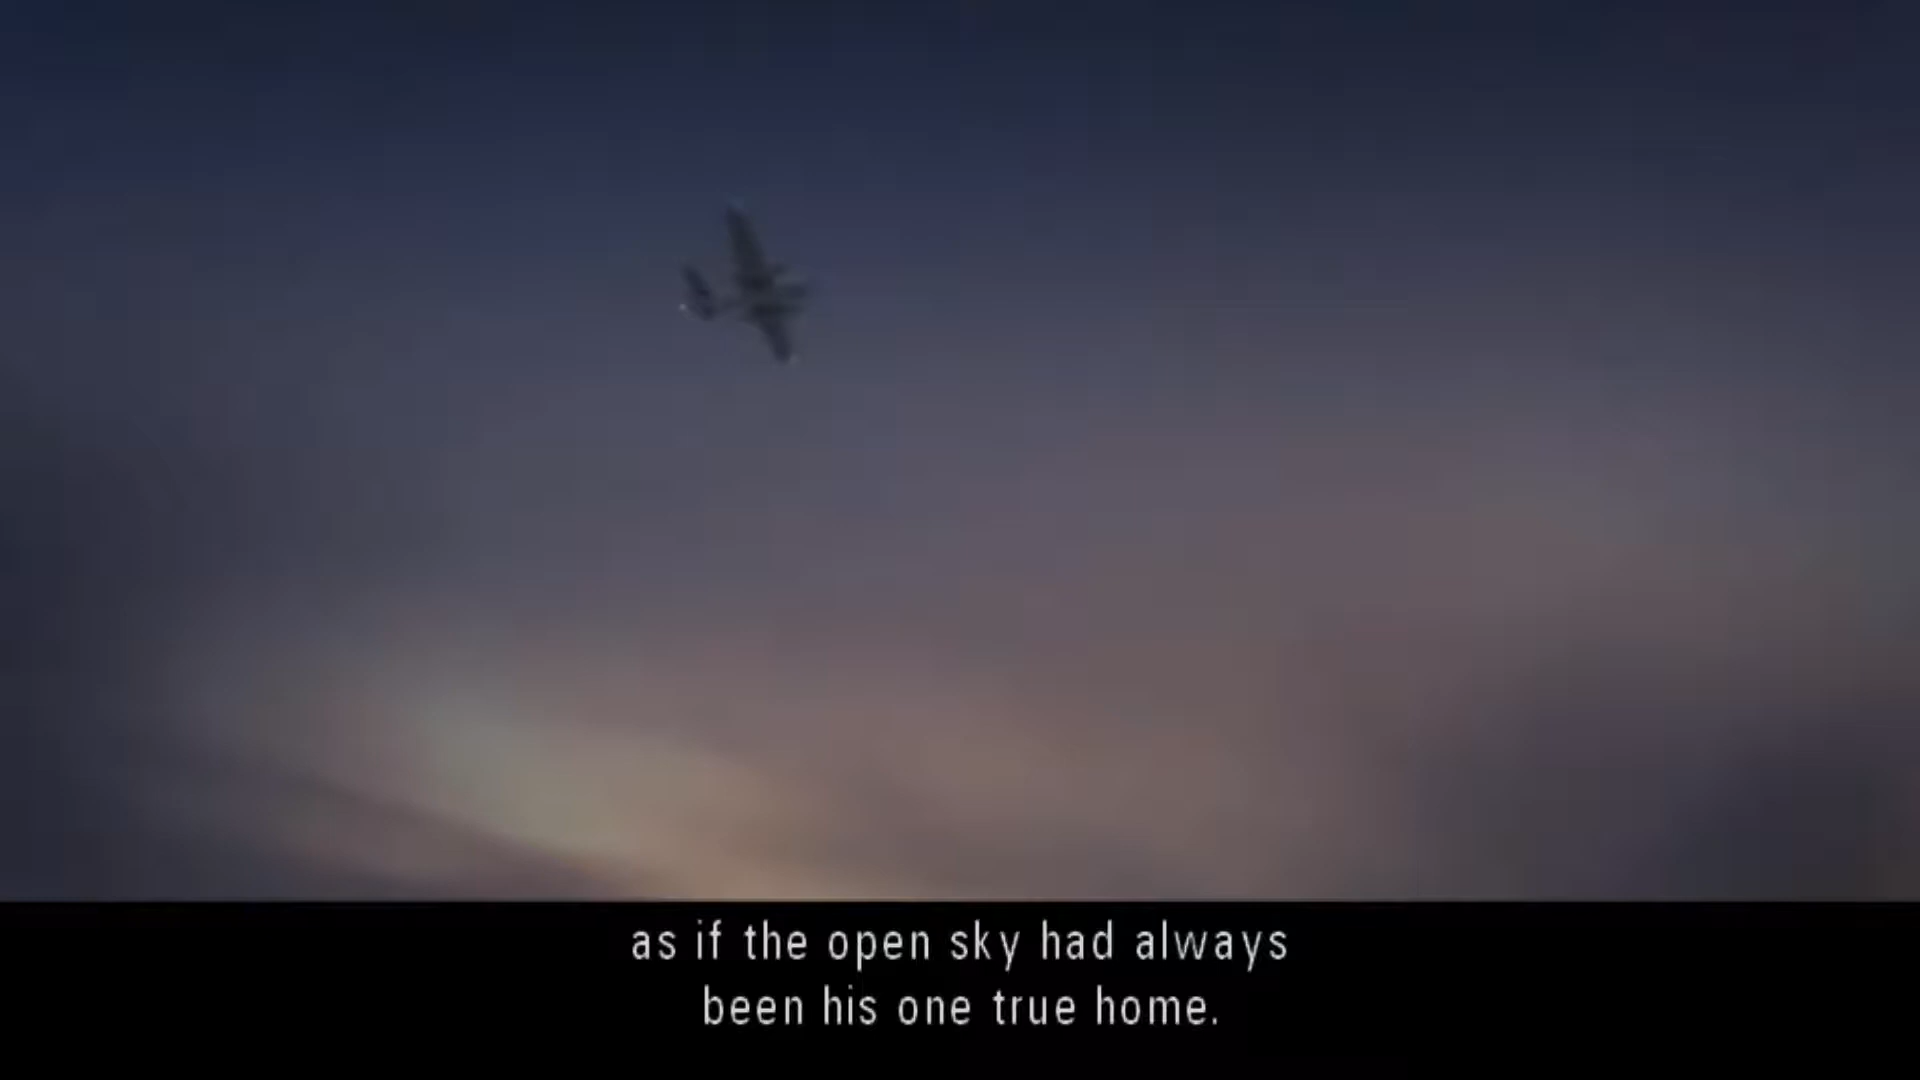 as if the open sky had always
been his one true home.